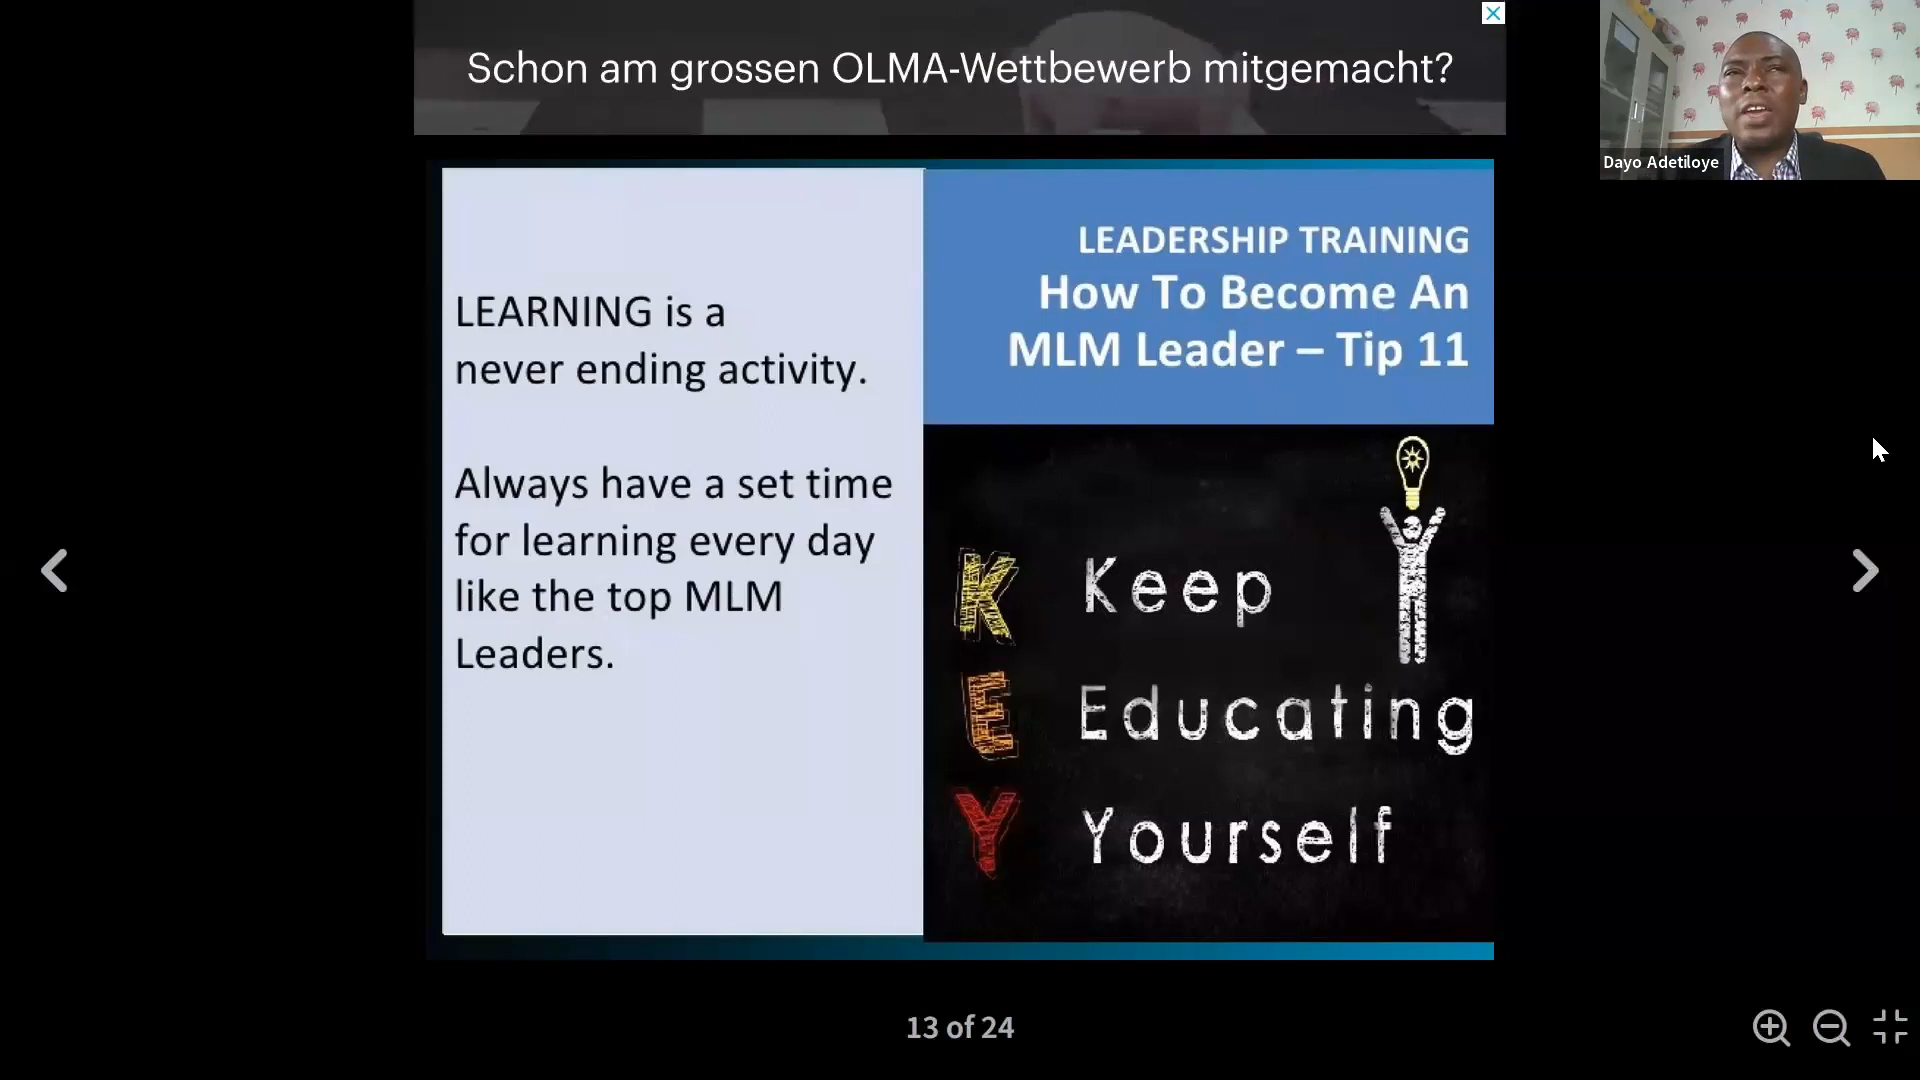 Schon am grossen OLMA-Wettbewerb mitgemacht?
Dayo Adetiloye
LEARNING is a
never ending activity.
Always have a set time
for learning every day
like the top MLM
Leaders.
LEADERSHIP TRAINING
How To Become An
MLM Leader – Tip 11
K Keep
E Educating
Y Yourself
13 of 24